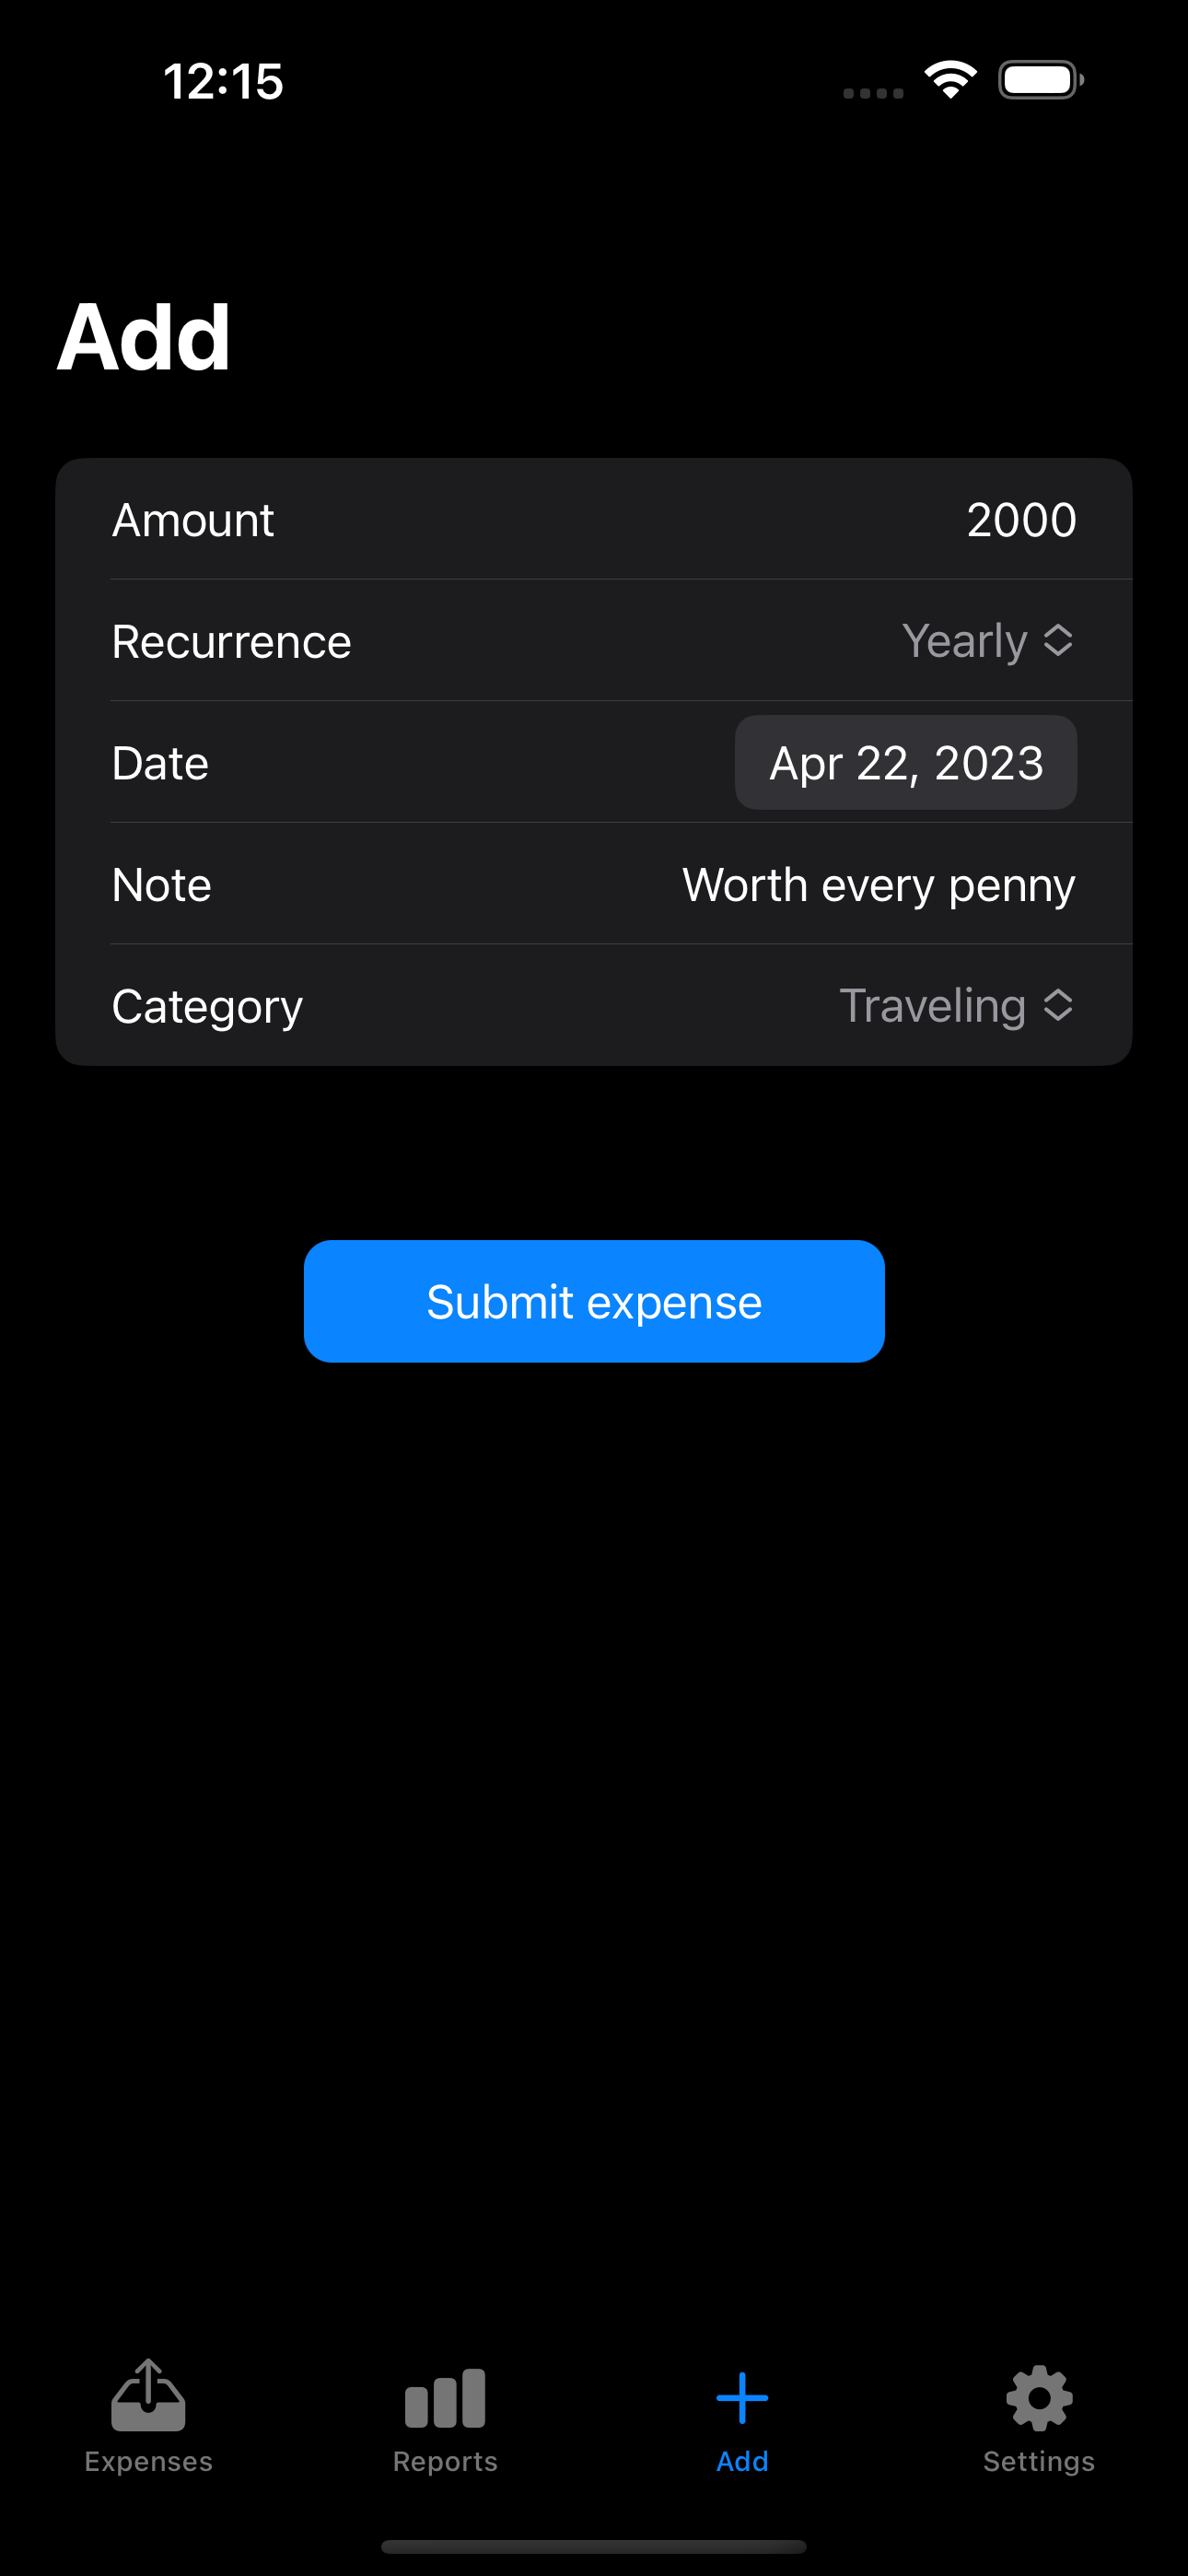 12:15
Add
Amount 2000
Recurrence Yearly
Date Apr 22, 2023
Note Worth every penny
Category Traveling
Submit expense
Expenses Reports Add Settings